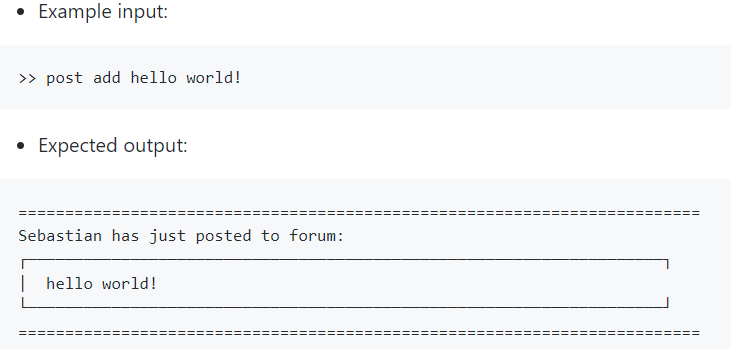 Example input:
>> post add hello world!
Expected output:
=========================================================================
Sebastian has just posted to forum:
┌────────────────────────────────────────────────────────────────────┐
│  hello world!
└────────────────────────────────────────────────────────────────────┘
=========================================================================